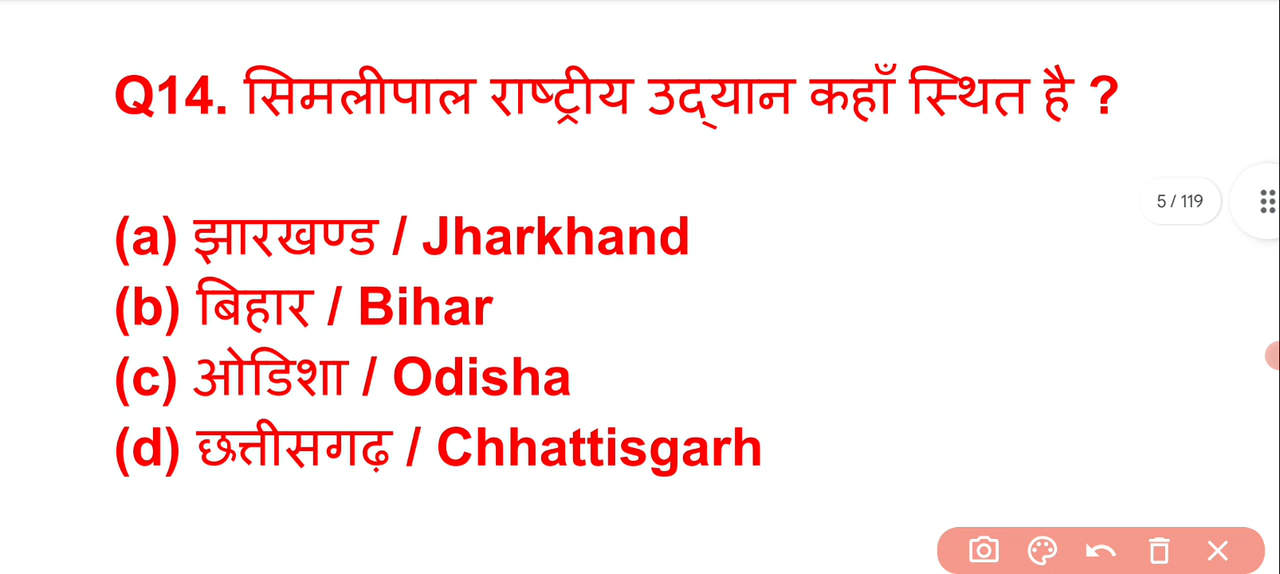 Q14. सिमलीपाल राष्ट्रीय उद्यान कहाँ स्थित है ?
5 / 119
(a) झारखण्ड / Jharkhand
(b) बिहार / Bihar
(c) ओडिशा / Odisha
(d) छत्तीसगढ़ / Chhattisgarh